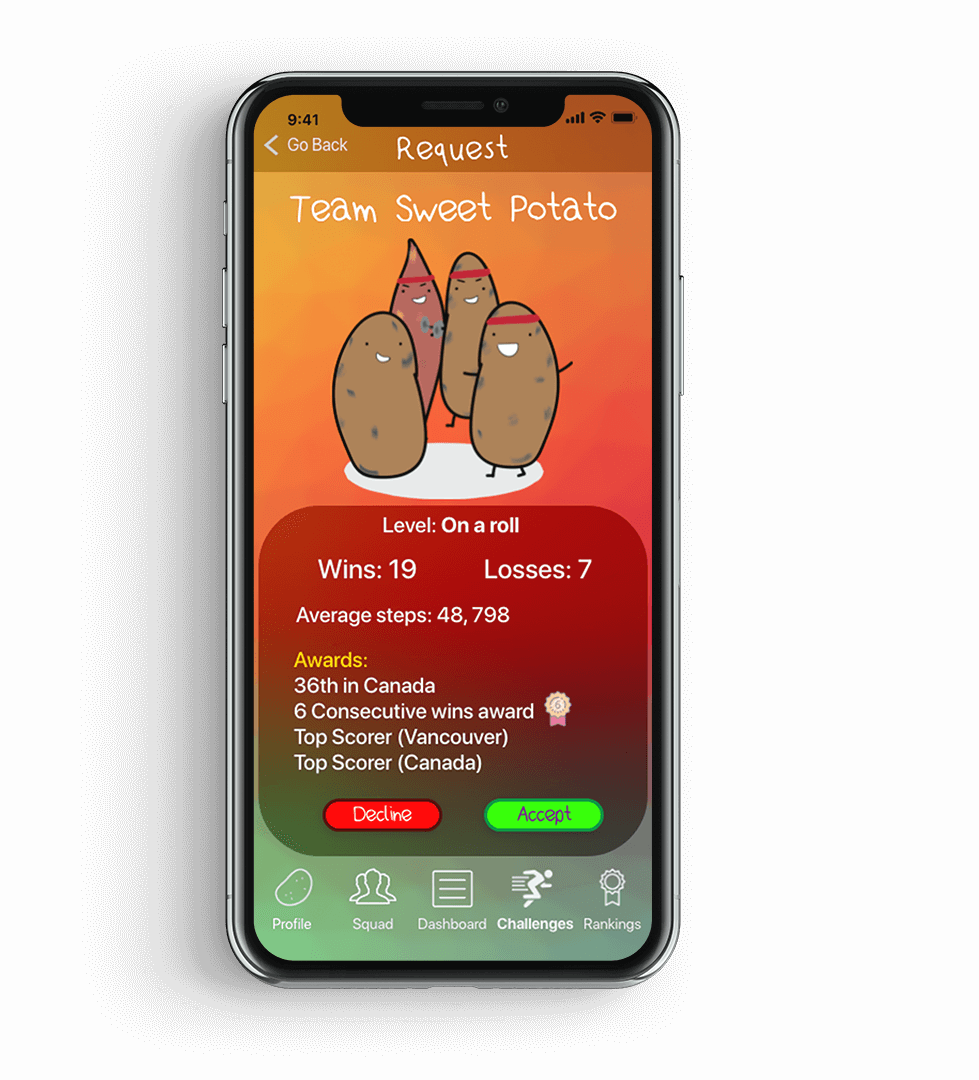 9:41
Go Back
Request
Team Sweet Potato
Level: On a roll
Wins: 19 Losses: 7
Average steps: 48,798
Awards:
36th in Canada
6 Consecutive wins award 6
Top Scorer (Vancouver)
Top Scorer (Canada)
Decline Accept
Profile Squad Dashboard Challenges Rankings